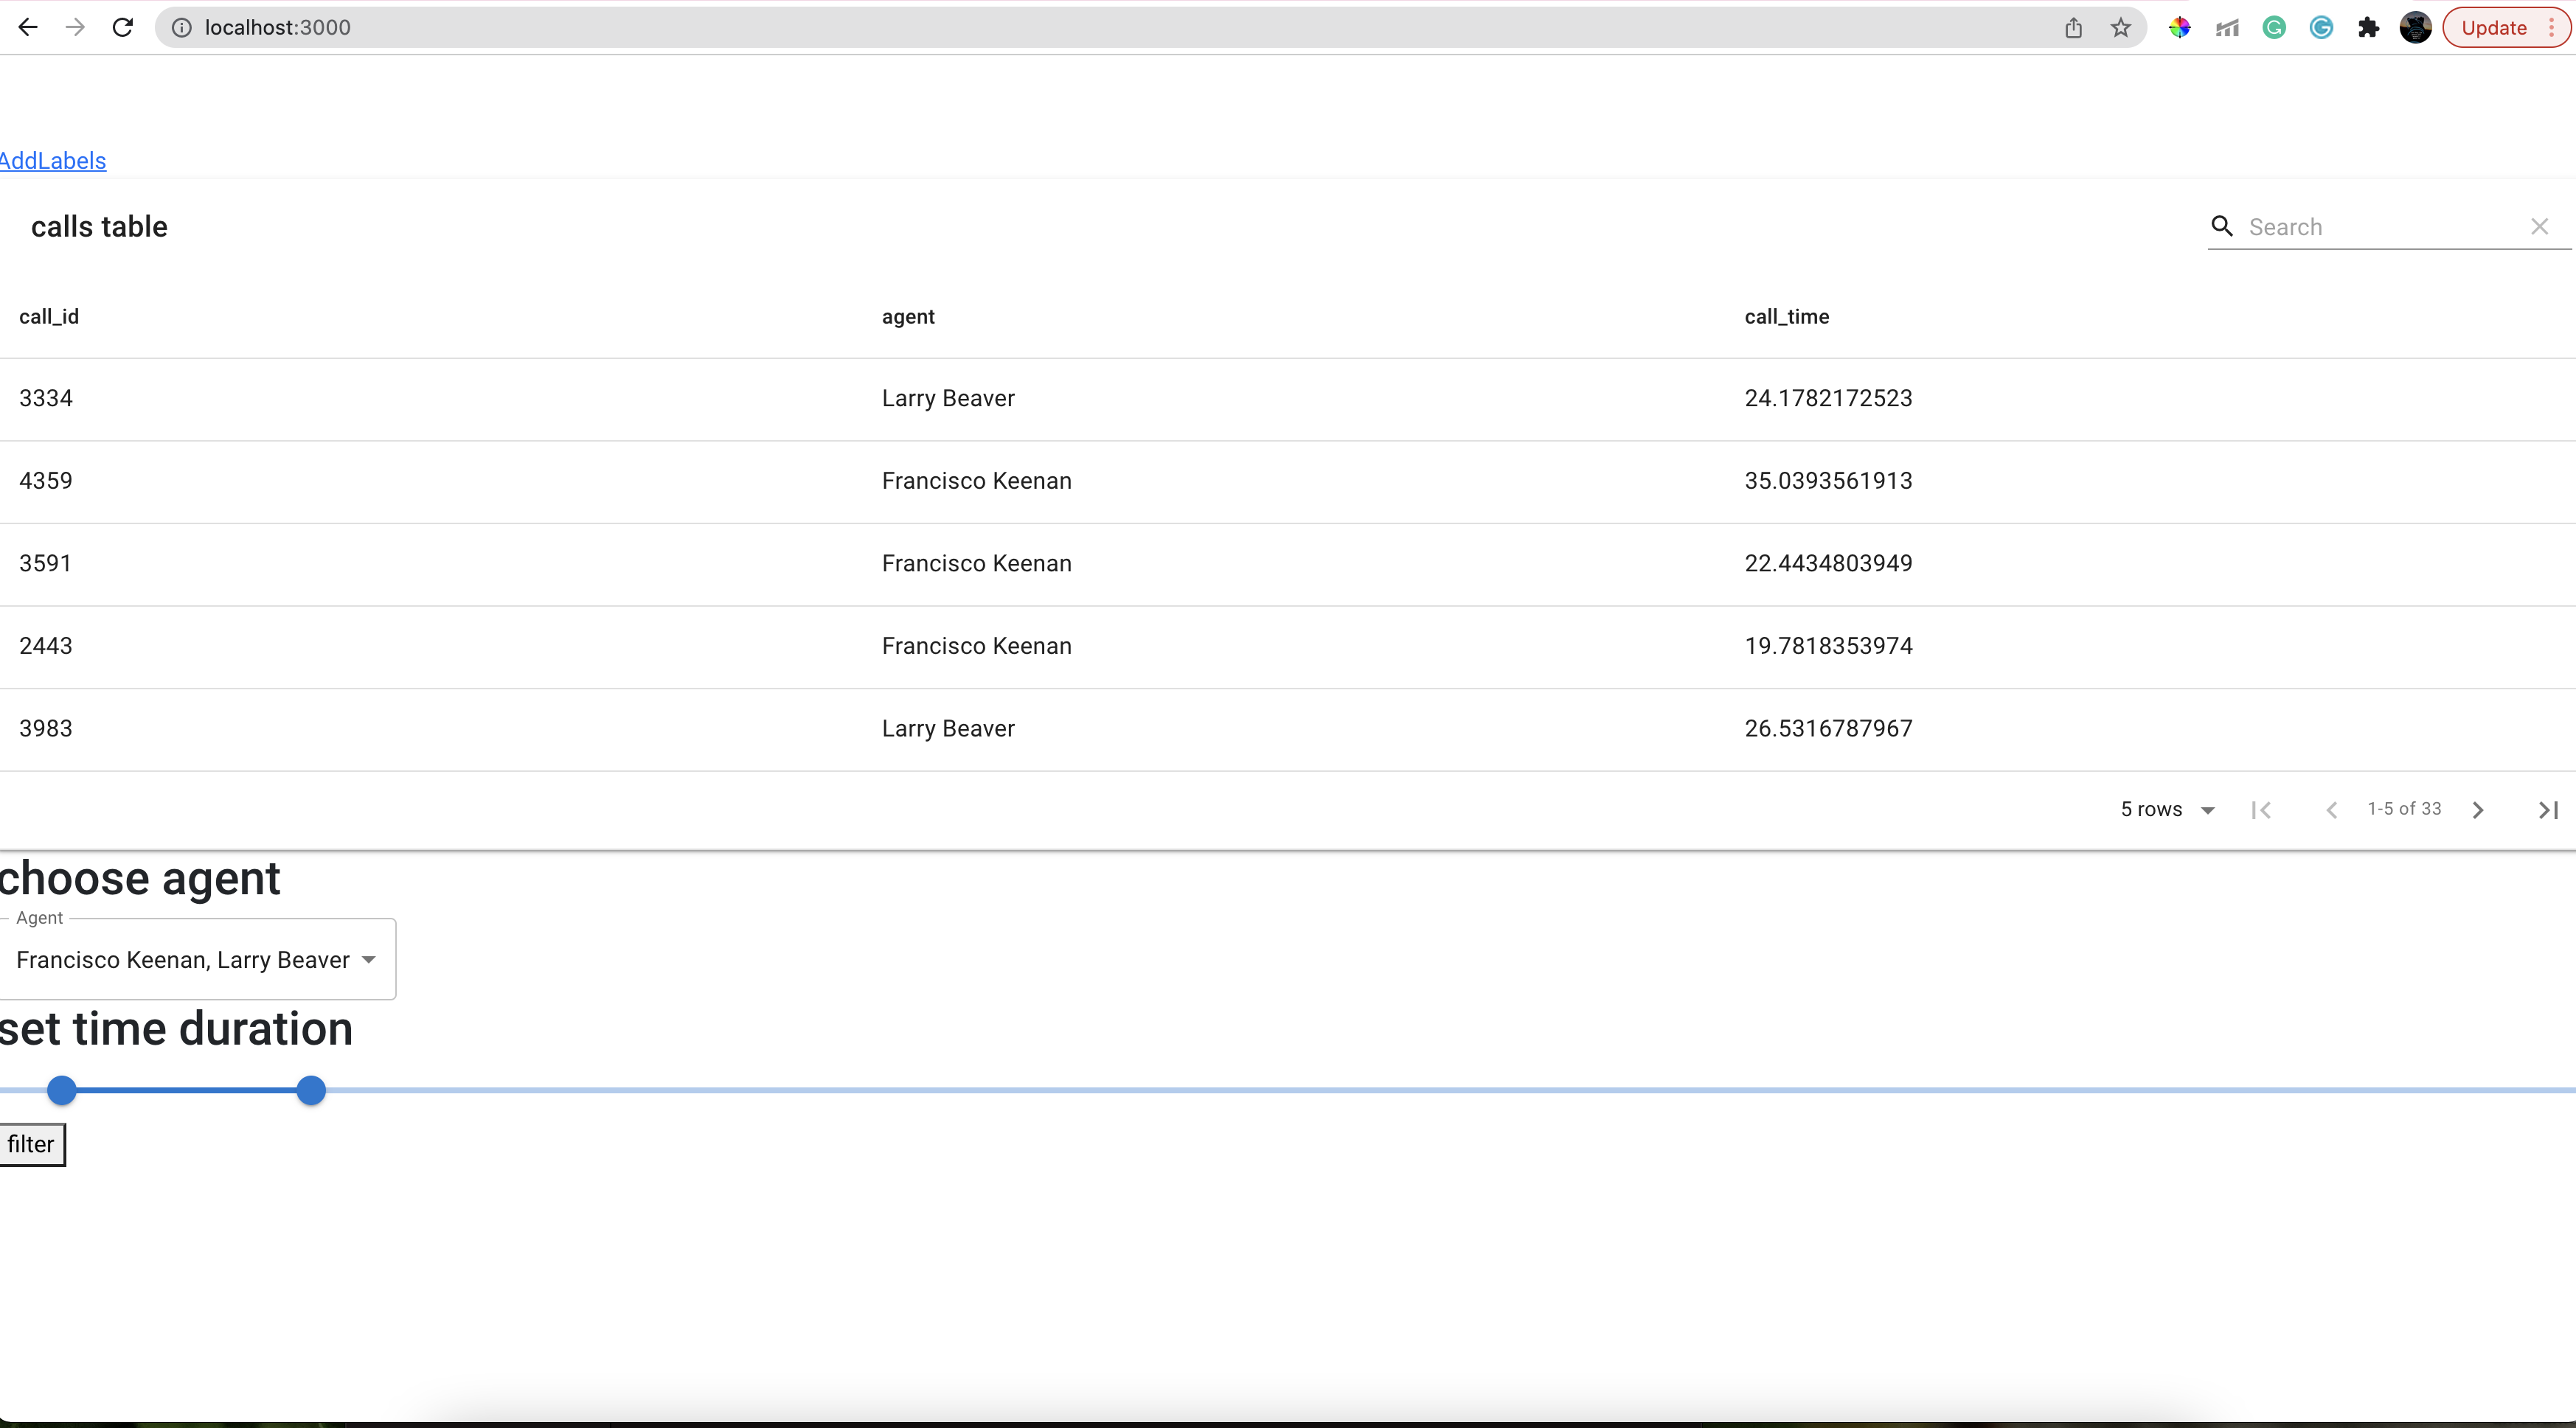 localhost:3000
Update
AddLabels
calls table
Search
call_id agent call_time
3334 Larry Beaver 24.1782172523
4359 Francisco Keenan 35.0393561913
3591 Francisco Keenan 22.4434803949
2443 Francisco Keenan 19.7818353974
3983 Larry Beaver 26.5316787967
5 rows 1-5 of 33
choose agent
Agent
Francisco Keenan, Larry Beaver
set time duration
filter